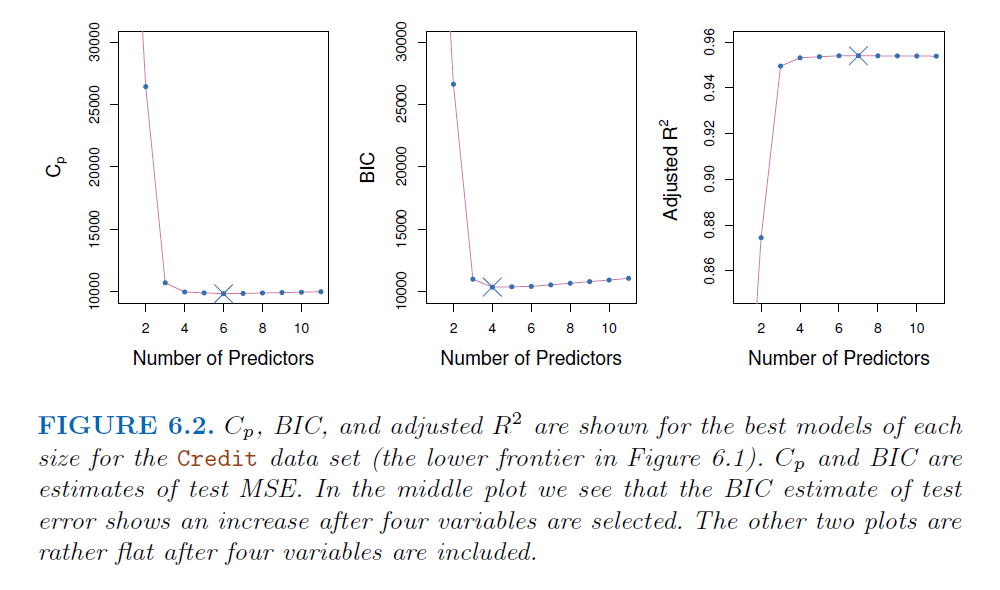 30000
25000
20000
15000
10000
Cp
2 4 6 8 10
Number of Predictors
30000
25000
20000
15000
10000
BIC
2 4 6 8 10
Number of Predictors
0.96
0.94
0.92
0.90
0.88
0.86
Adjusted R²
2 4 6 8 10
Number of Predictors
FIGURE 6.2. Cp, BIC, and adjusted R² are shown for the best models of each
size for the Credit data set (the lower frontier in Figure 6.1). Cp and BIC are
estimates of test MSE. In the middle plot we see that the BIC estimate of test
error shows an increase after four variables are selected. The other two plots are
rather flat after four variables are included.